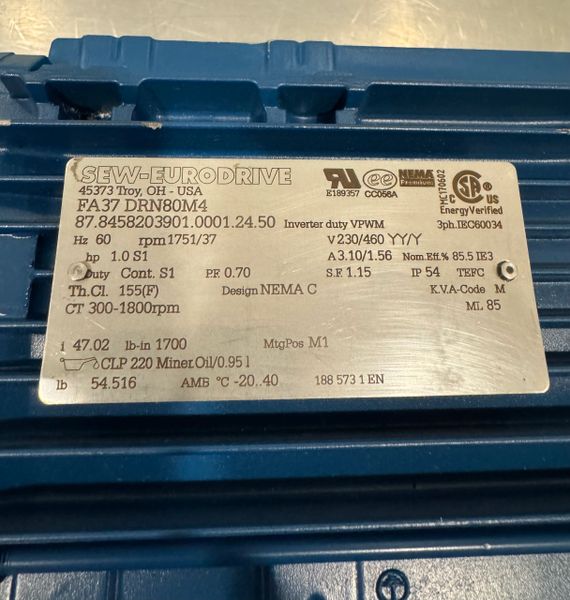 SEW-EURODRIVE
45373 Troy, OH - USA
E189357 CC056A NEMA Premium
MC170602 C US EnergyVerified
FA37 DRN80M4
87.8458203901.0001.24.50 Inverter duty VPWM 3ph.IEC60034
Hz 60 rpm 1751/37 V 230/460 YY/Y
hp 1.0 S1 A 3.10/1.56 Nom.Eff.% 85.5 IE3
Duty Cont. S1 P.F. 0.70 S.F. 1.15 IP 54 TEFC
Th.Cl. 155(F) Design NEMA C K.V.A-Code M
CT 300-1800rpm ML 85
i 47.02 lb-in 1700 MtgPos M1
CLP 220 Miner.Oil/0.95 l
lb 54.516 AMB °C -20..40 188 573 1 EN